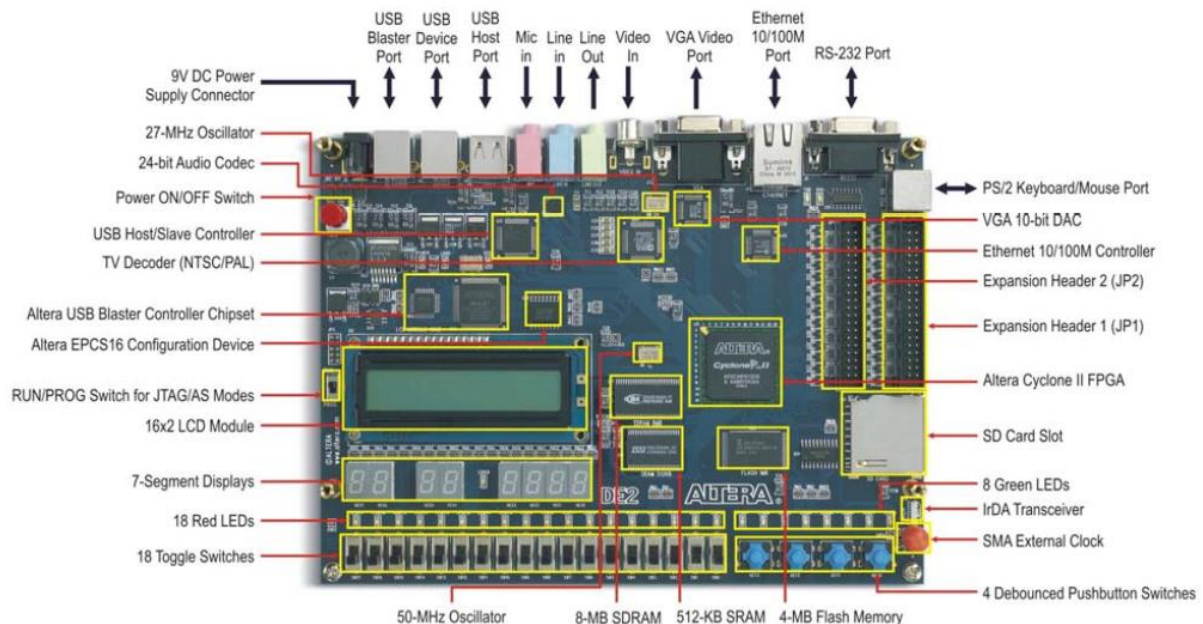 USB
Blaster
Port
USB
Device
Port
USB
Host
Port
Mic
in
Line
in
Line
Out
Video
In
VGA Video
Port
Ethernet
10/100M
Port
RS-232 Port
9V DC Power
Supply Connector
27-MHz Oscillator
24-bit Audio Codec
Power ON/OFF Switch
USB Host/Slave Controller
TV Decoder (NTSC/PAL)
Altera USB Blaster Controller Chipset
Altera EPCS16 Configuration Device
RUN/PROG Switch for JTAG/AS Modes
16x2 LCD Module
7-Segment Displays
18 Red LEDs
18 Toggle Switches
PS/2 Keyboard/Mouse Port
VGA 10-bit DAC
Ethernet 10/100M Controller
Expansion Header 2 (JP2)
Expansion Header 1 (JP1)
Altera Cyclone II FPGA
SD Card Slot
8 Green LEDs
IrDA Transceiver
SMA External Clock
4 Debounced Pushbutton Switches
50-MHz Oscillator
8-MB SDRAM
512-KB SRAM
4-MB Flash Memory
ALTERA
Cyclone II
DE2
ALTERA